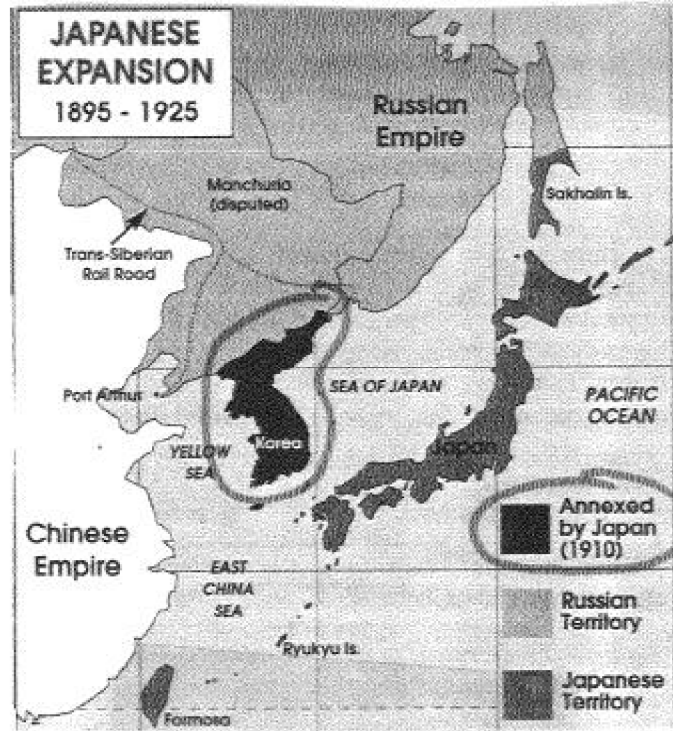 JAPANESE
EXPANSION
1895 - 1925
Russian
Empire
Manchuria
(disputed)
Sakhalin Is.
Trans-Siberian
Rail Road
Port Arthur
SEA OF JAPAN
PACIFIC
OCEAN
Korea
Japan
YELLOW
SEA
Chinese
Empire
Annexed
by Japan
(1910)
EAST
CHINA
SEA
Russian
Territory
Ryukyu Is.
Japanese
Territory
Formosa